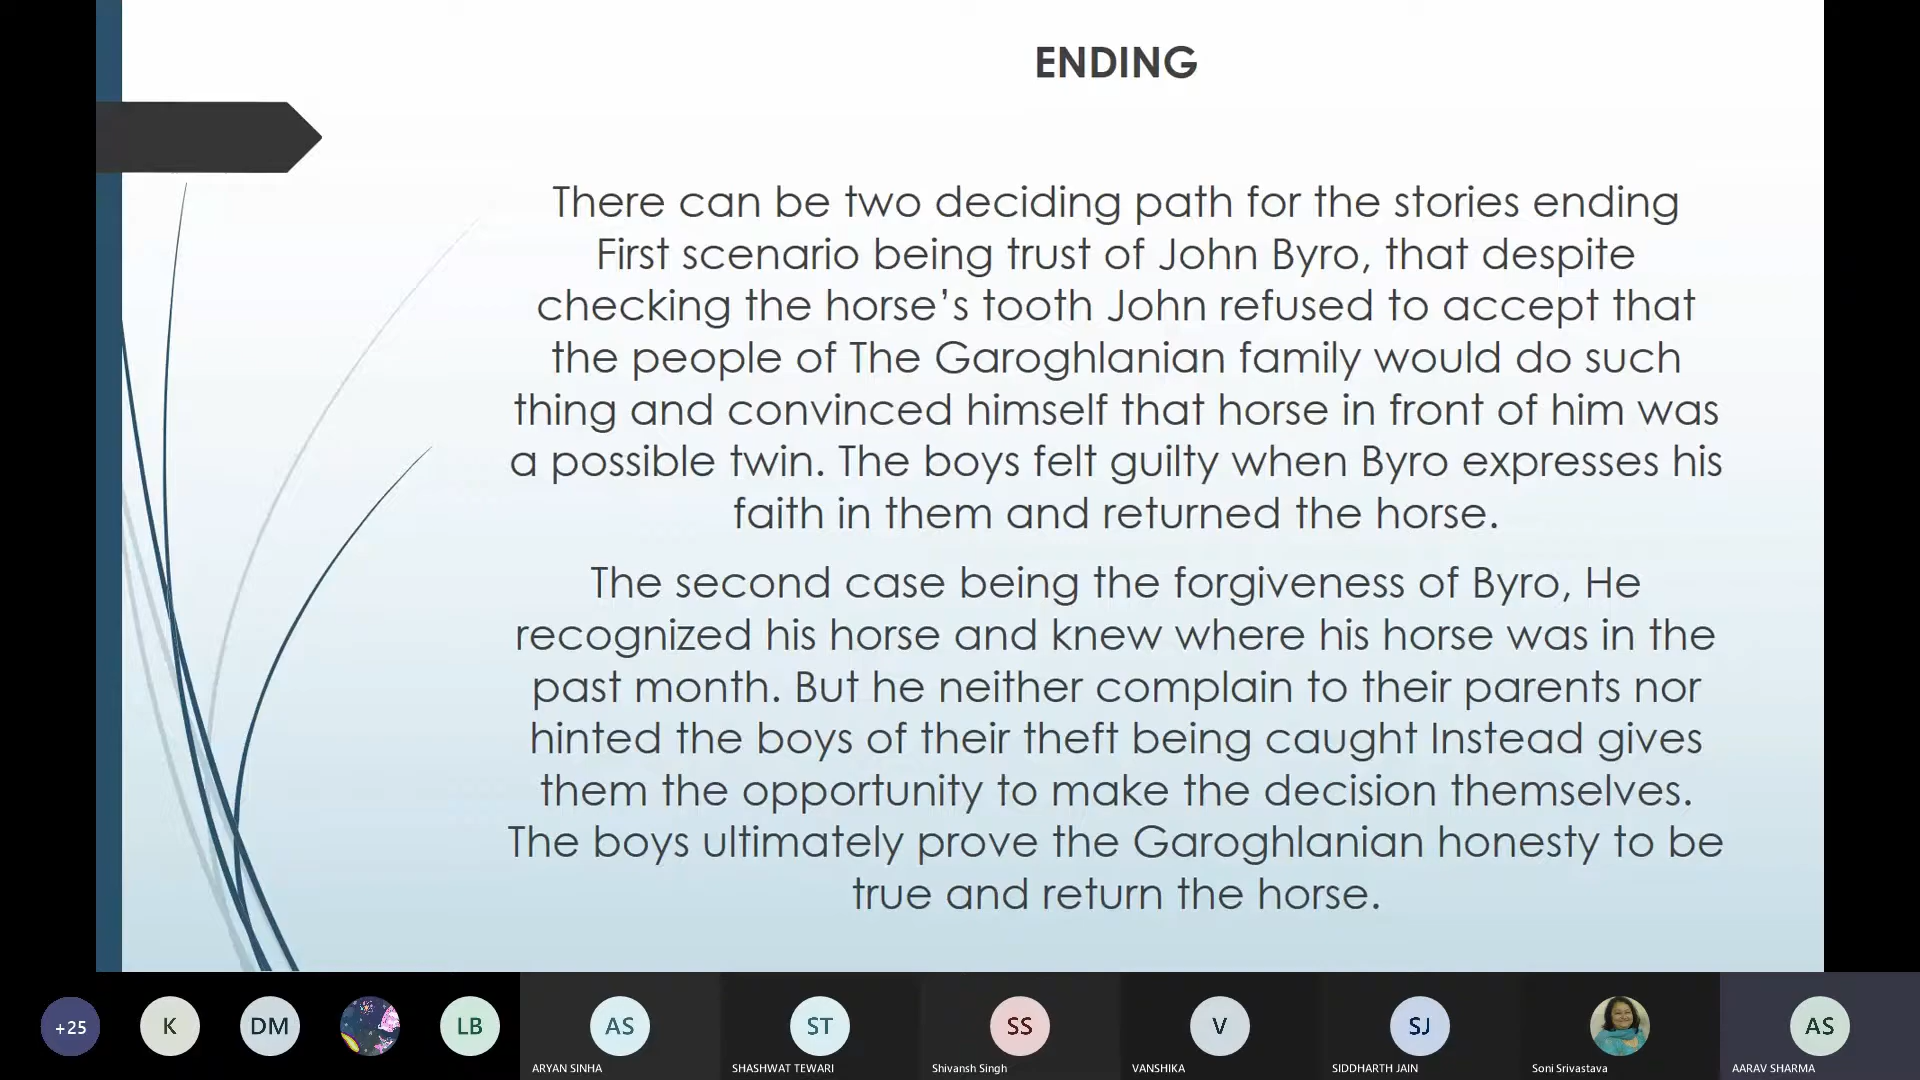 ENDING
There can be two deciding path for the stories ending
First scenario being trust of John Byro, that despite
checking the horse’s tooth John refused to accept that
the people of The Garoghlanian family would do such
thing and convinced himself that horse in front of him was
a possible twin. The boys felt guilty when Byro expresses his
faith in them and returned the horse.
The second case being the forgiveness of Byro, He
recognized his horse and knew where his horse was in the
past month. But he neither complain to their parents nor
hinted the boys of their theft being caught Instead gives
them the opportunity to make the decision themselves.
The boys ultimately prove the Garoghlanian honesty to be
true and return the horse.
+25 K DM LB AS ST SS V SJ AS
ARYAN SINHA SHASHWAT TEWARI Shivansh Singh VANSHIKA SIDDHARTH JAIN Soni Srivastava AARAV SHARMA